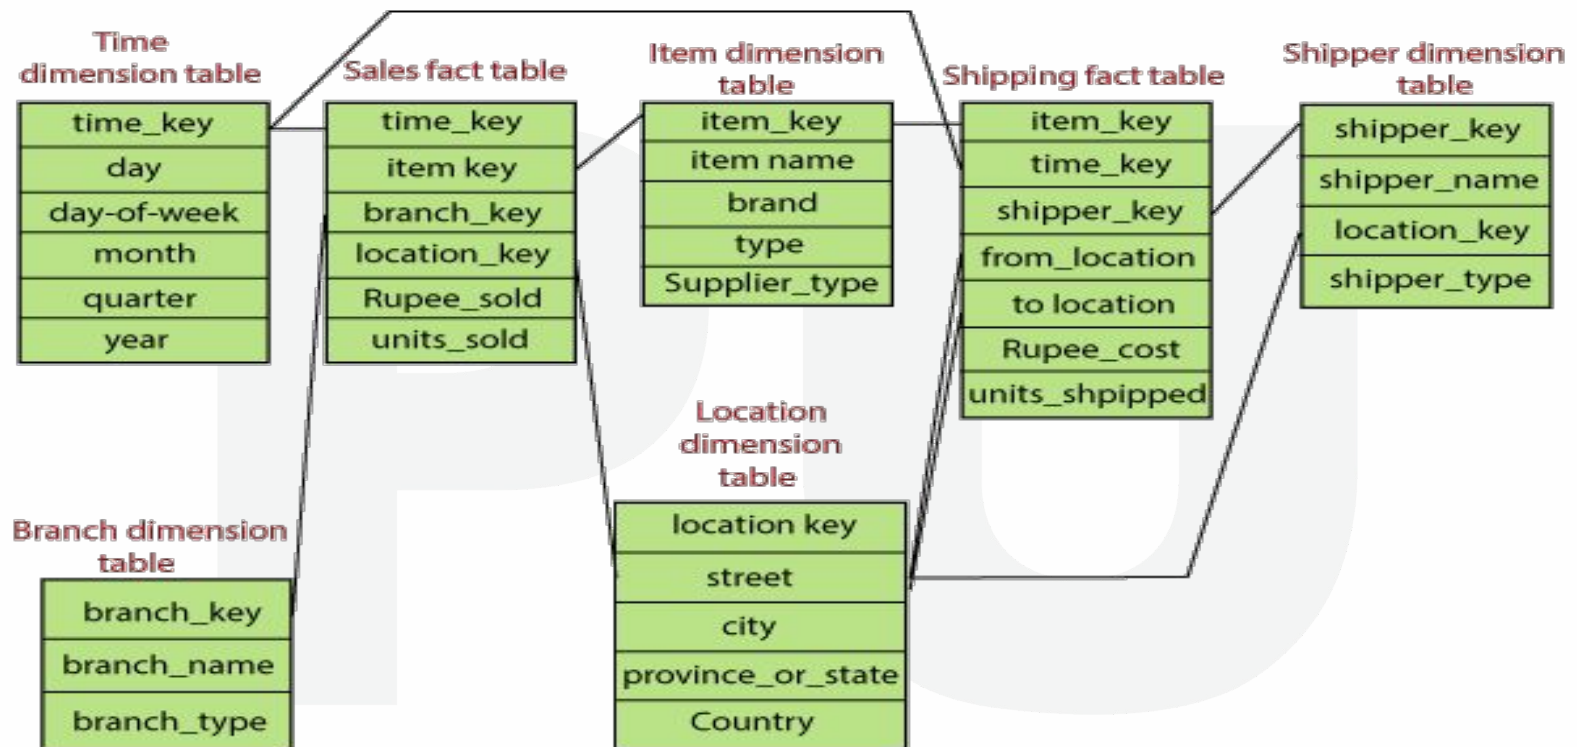 Time
dimension table
time_key
day
day-of-week
month
quarter
year
Sales fact table
time_key
item key
branch_key
location_key
Rupee_sold
units_sold
Item dimension
table
item_key
item name
brand
type
Supplier_type
Shipping fact table
item_key
time_key
shipper_key
from_location
to location
Rupee_cost
units_shpipped
Shipper dimension
table
shipper_key
shipper_name
location_key
shipper_type
Branch dimension
table
branch_key
branch_name
branch_type
Location
dimension
table
location key
street
city
province_or_state
Country
PU